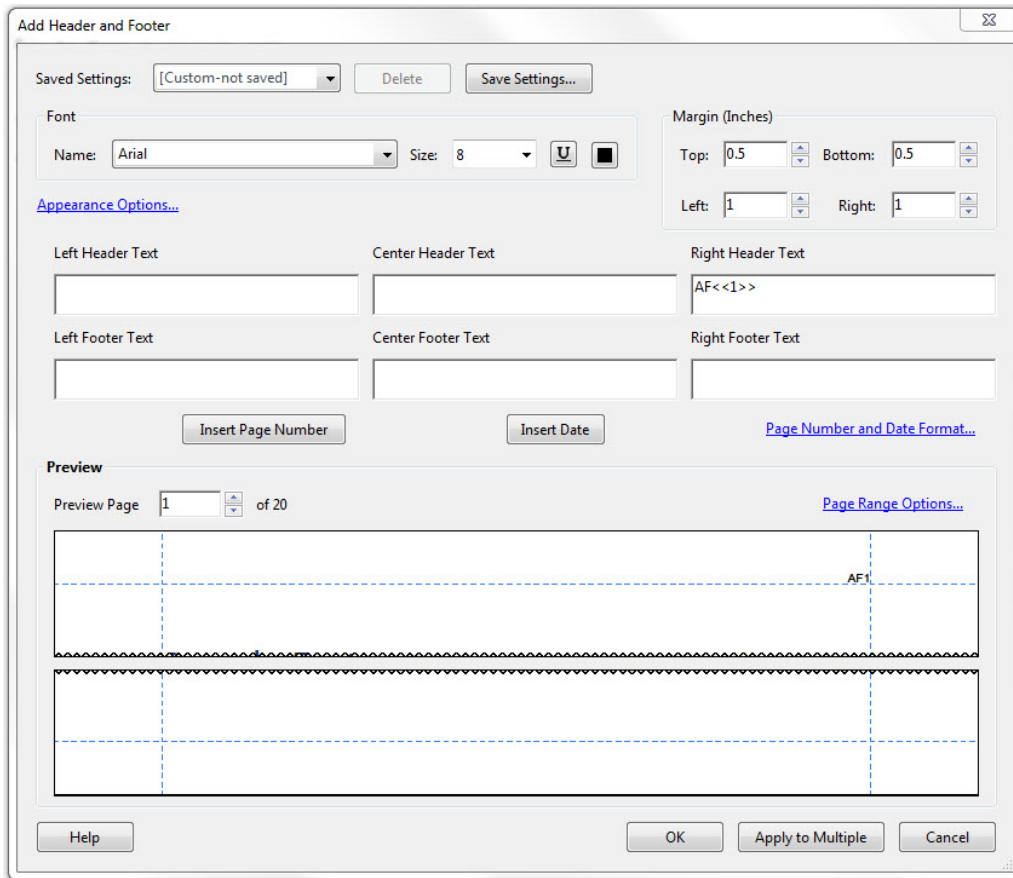 Add Header and Footer
Saved Settings: [Custom-not saved] Delete Save Settings...
Font
Name: Arial Size: 8 U
Margin (Inches)
Top: 0.5 Bottom: 0.5
Left: 1 Right: 1
Appearance Options...
Left Header Text Center Header Text Right Header Text
AF<<1>>
Left Footer Text Center Footer Text Right Footer Text
Insert Page Number Insert Date Page Number and Date Format...
Preview
Preview Page 1 of 20 Page Range Options...
AF1
Help OK Apply to Multiple Cancel